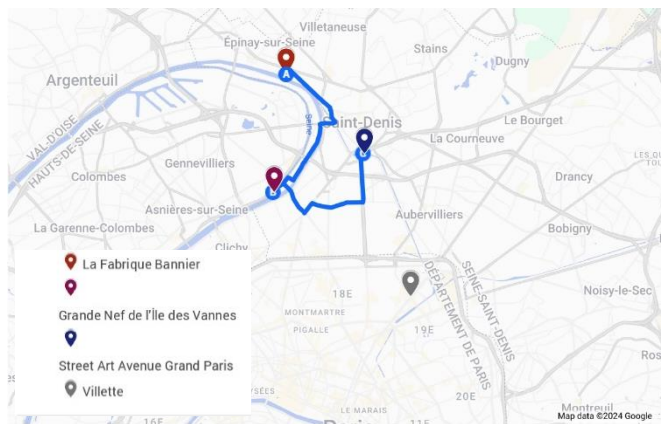 Villetaneuse
Épinay-sur-Seine
Stains
Dugny
Argenteuil
A
Saint-Denis
Le Bourget
VAL-D'OISE
HAUTS-DE-SEINE
Seine
La Courneuve
Gennevilliers
Colombes
Drancy
Asnières-sur-Seine
Aubervilliers
La Garenne-Colombes
Bobigny
Clichy
La Fabrique Bannier
SEINE-SAINT-DENIS
DÉPARTEMENT DE PARIS
Noisy-le-Sec
18E
MONTMARTRE
Grande Nef de l'Île des Vannes
PIGALLE
19E
Street Art Avenue Grand Paris
Villette
20E
LE MARAIS
Montreuil
16E
Map data ©2024 Google